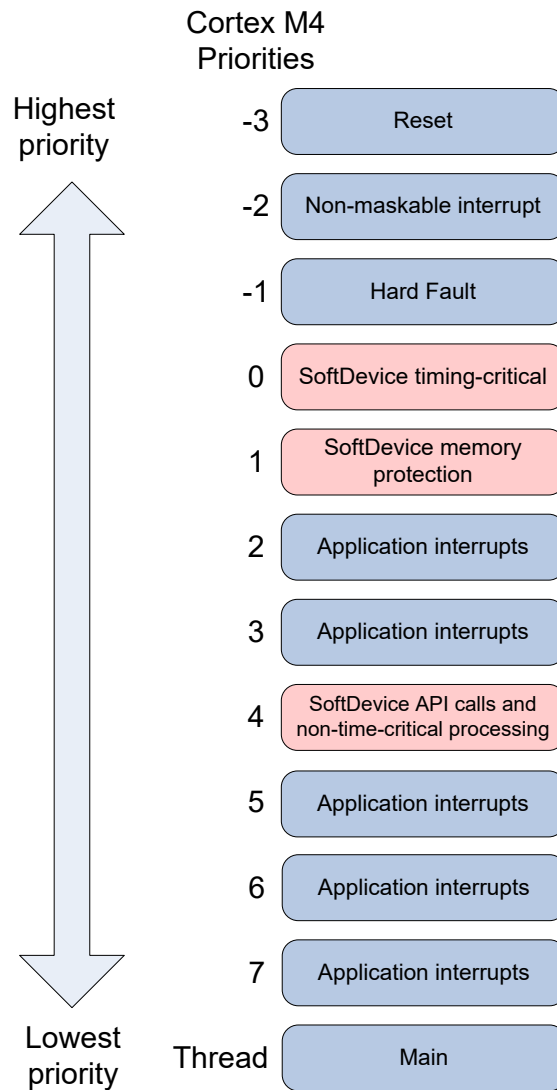 Cortex M4
Priorities
Highest
priority
-3
Reset
-2
Non-maskable interrupt
-1
Hard Fault
0
SoftDevice timing-critical
1
SoftDevice memory
protection
2
Application interrupts
3
Application interrupts
4
SoftDevice API calls and
non-time-critical processing
5
Application interrupts
6
Application interrupts
7
Application interrupts
Lowest
priority
Thread
Main